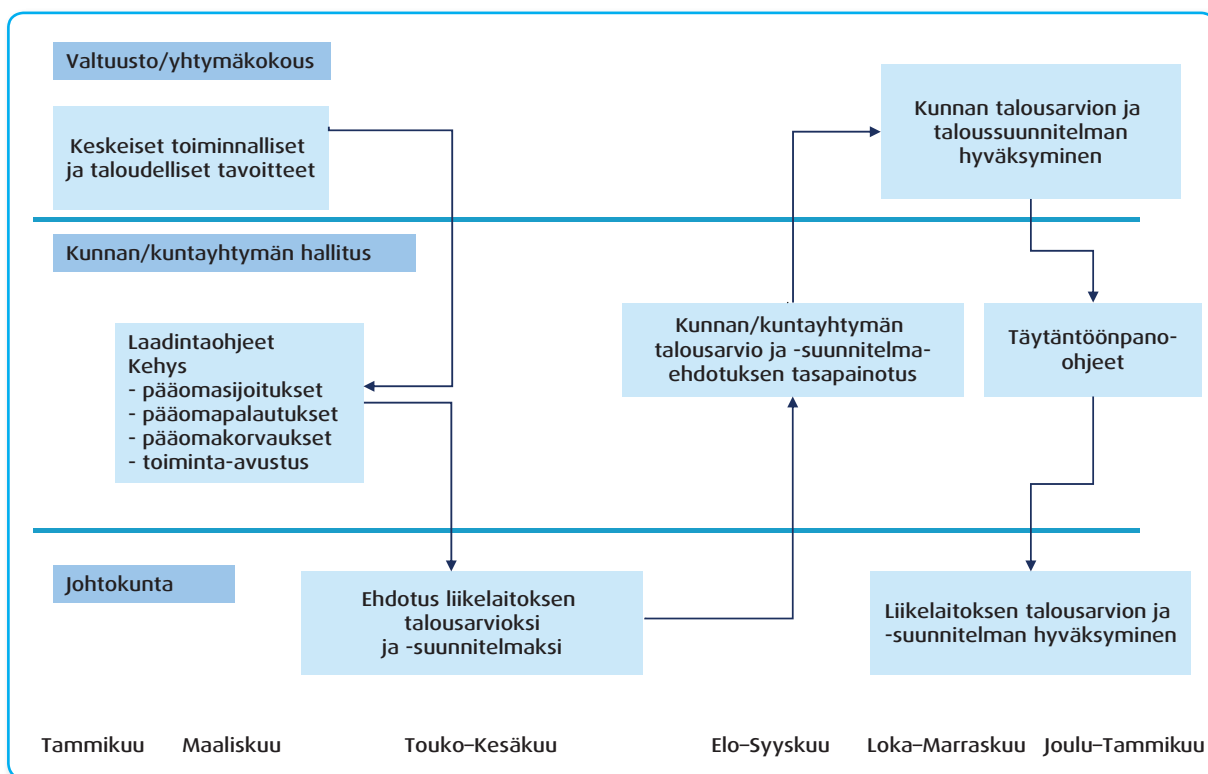 Valtuusto/yhtymäkokous
Keskeiset toiminnalliset
ja taloudelliset tavoitteet
Kunnan talousarvion ja
taloussuunnitelman
hyväksyminen
Kunnan/kuntayhtymän hallitus
Laadintaohjeet
Kehys
- pääomasijoitukset
- pääomapalautukset
- pääomakorvaukset
- toiminta-avustus
Kunnan/kuntayhtymän
talousarvio ja -suunnitelma-
ehdotuksen tasapainotus
Täytäntöönpano-
ohjeet
Johtokunta
Ehdotus liikelaitoksen
talousarvioksi
ja -suunnitelmaksi
Liikelaitoksen talousarvion ja
-suunnitelman hyväksyminen
Tammikuu Maaliskuu Touko–Kesäkuu Elo–Syyskuu Loka–Marraskuu Joulu–Tammikuu